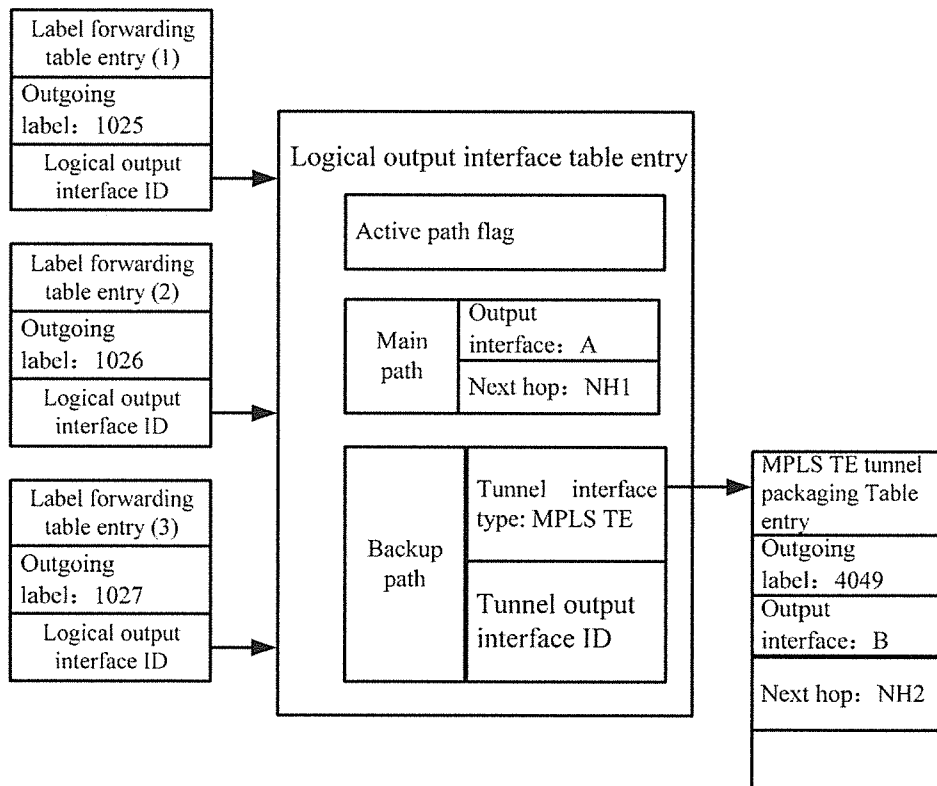 Label forwarding
table entry (1)
Outgoing
label：1025
Logical output
interface ID
Label forwarding
table entry (2)
Outgoing
label：1026
Logical output
interface ID
Label forwarding
table entry (3)
Outgoing
label：1027
Logical output
interface ID
Logical output interface table entry
Active path flag
Main
path
Output
interface：A
Next hop：NH1
Backup
path
Tunnel interface
type: MPLS TE
Tunnel output
interface ID
MPLS TE tunnel
packaging Table
entry
Outgoing
label：4049
Output
interface：B
Next hop：NH2